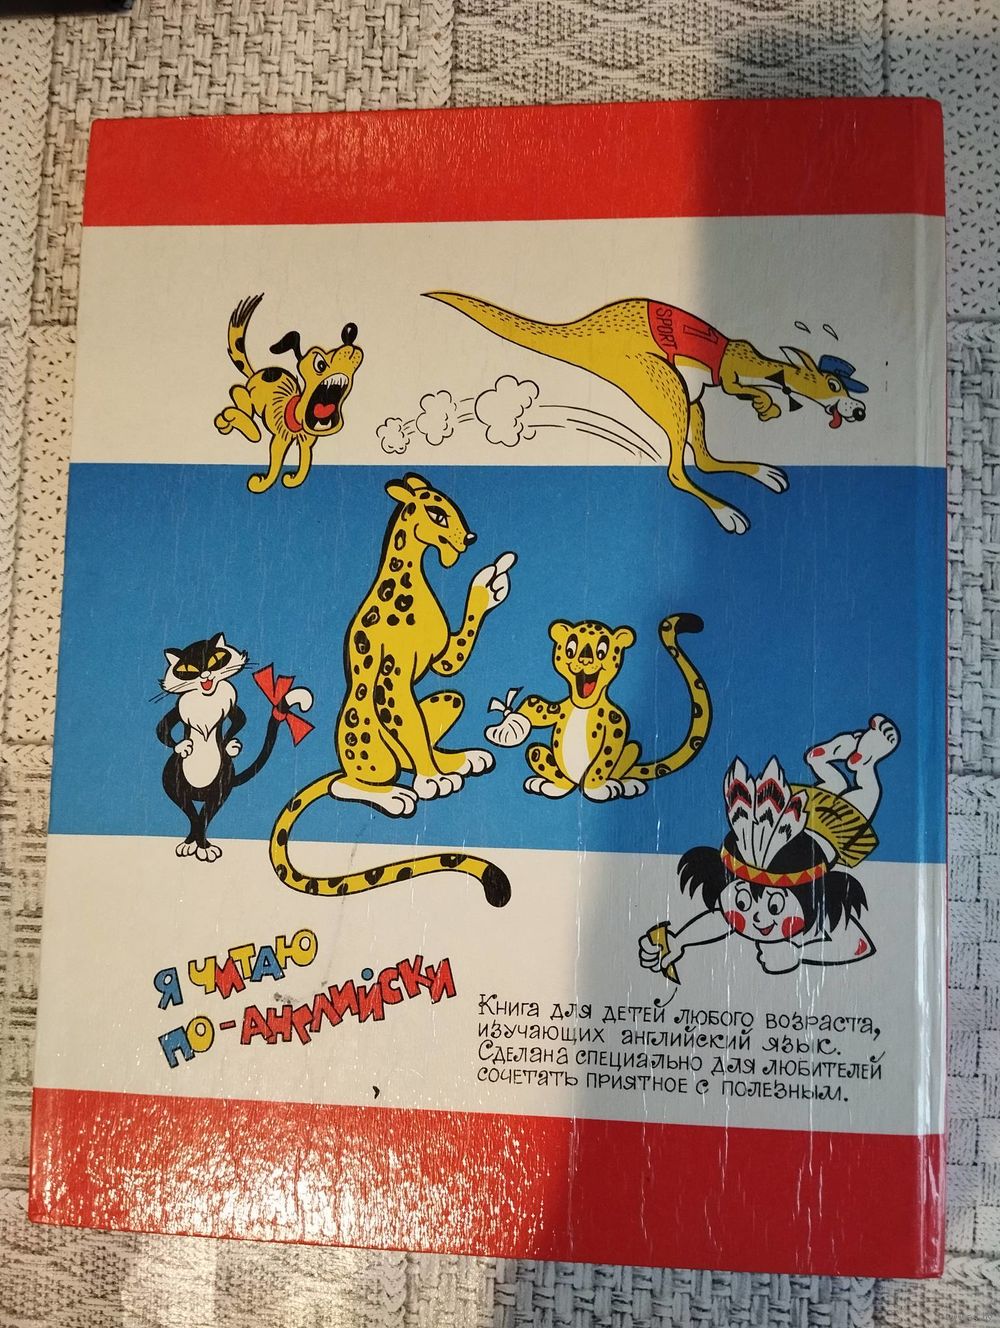 SPORT
1
Я ЧИТАЮ
ПО-АНГЛИЙСКИ
КНИГА ДЛЯ ДЕТЕЙ ЛЮБОГО ВОЗРАСТА,
ИЗУЧАЮЩИХ АНГЛИЙСКИЙ ЯЗЫК.
СДЕЛАНА СПЕЦИАЛЬНО ДЛЯ ЛЮБИТЕЛЕЙ
СОЧЕТАТЬ ПРИЯТНОЕ С ПОЛЕЗНЫМ.